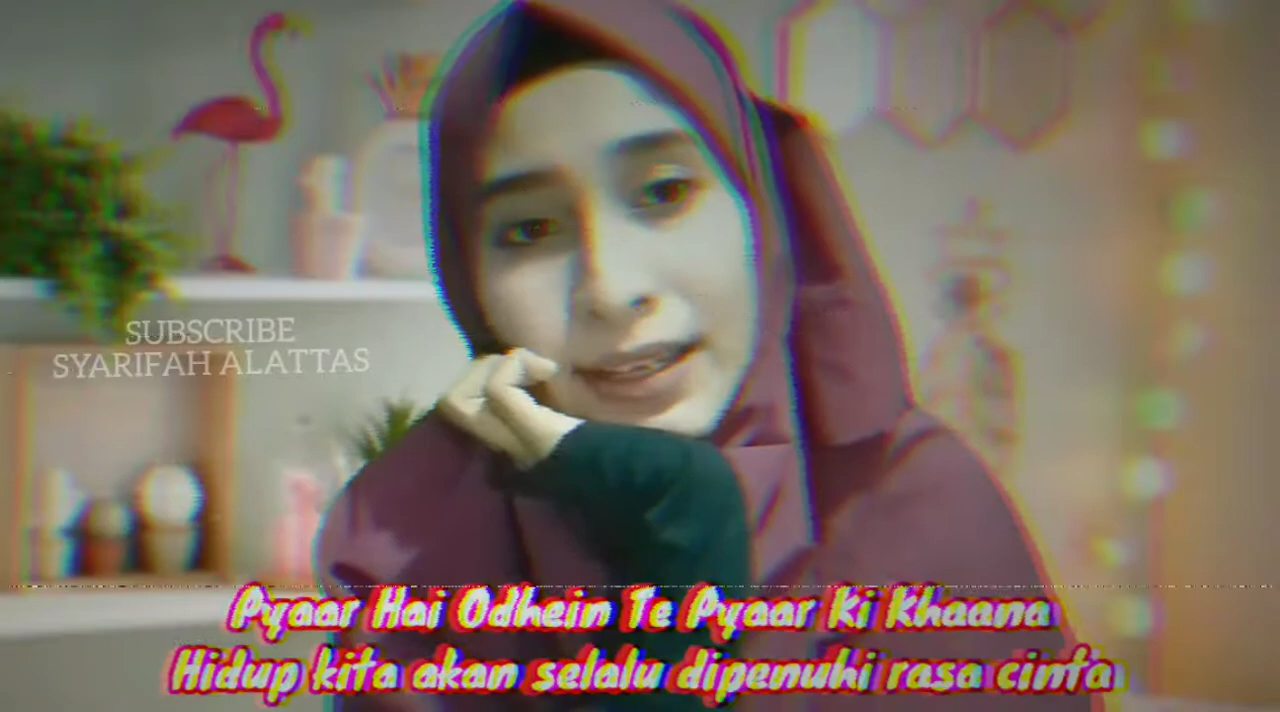 SUBSCRIBE
SYARIFAH ALATTAS
Pyaar Hai Odhein Te Pyaar Ki Khaana
Hidup kita akan selalu dipenuhi rasa cinta